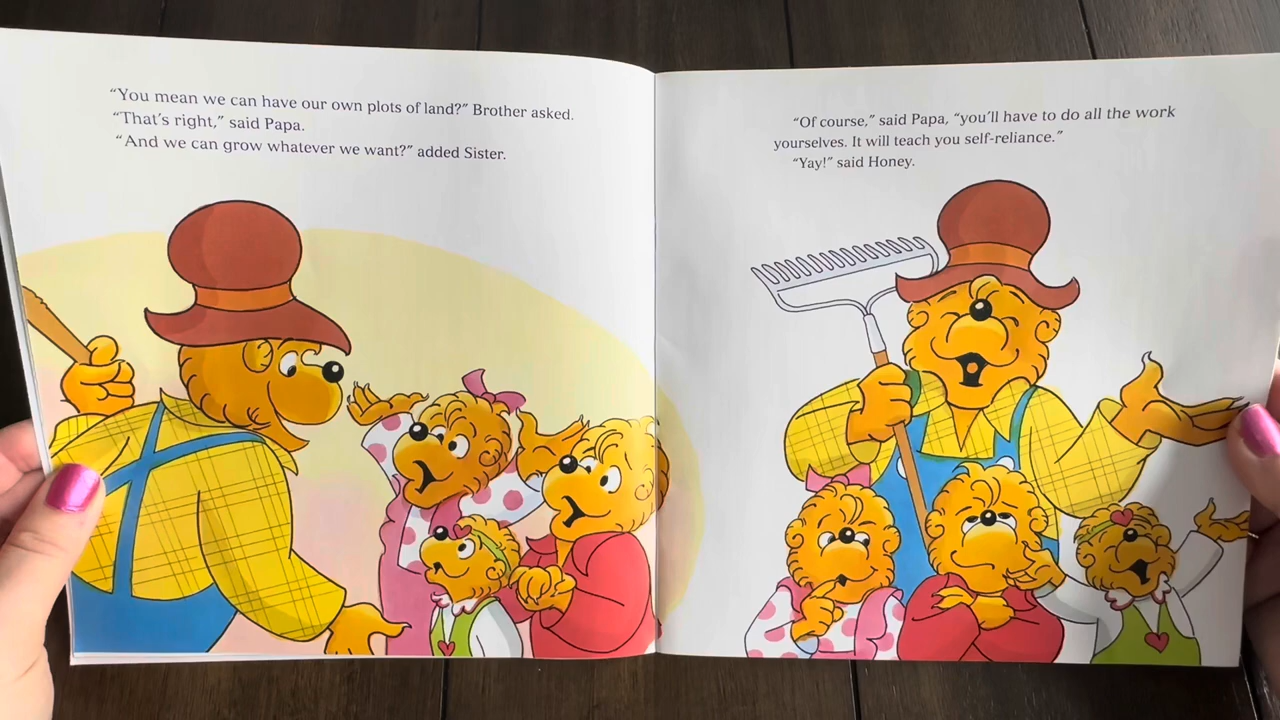 “You mean we can have our own plots of land?” Brother asked.
“That’s right,” said Papa.
“And we can grow whatever we want?” added Sister.
“Of course,” said Papa, “you’ll have to do all the work
yourselves. It will teach you self-reliance.”
“Yay!” said Honey.